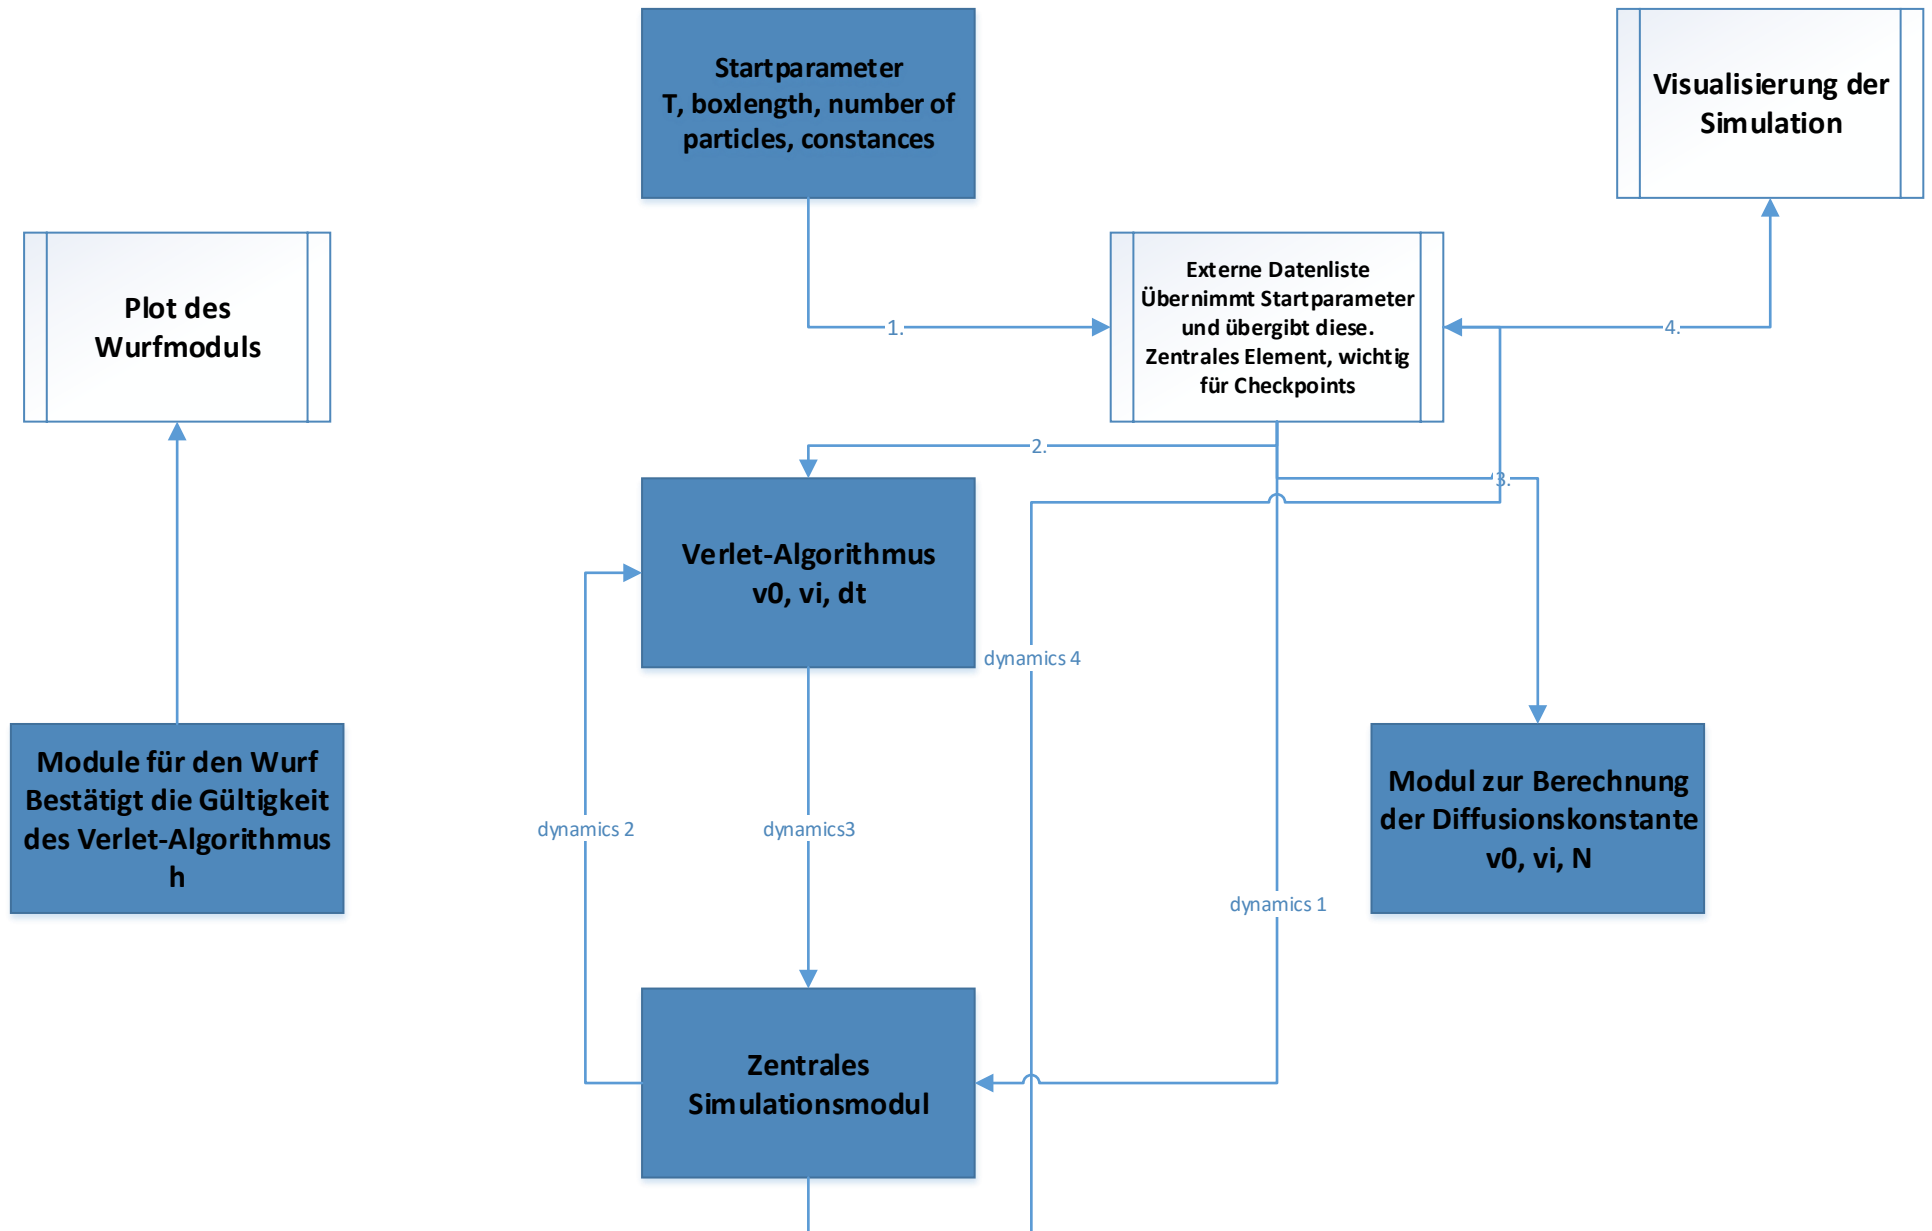 Startparameter
T, boxlength, number of
particles, constances
Visualisierung der
Simulation
Plot des
Wurfmoduls
Externe Datenliste
Übernimmt Startparameter
und übergibt diese.
Zentrales Element, wichtig
für Checkpoints
1.
4.
2.
3.
Verlet-Algorithmus
v0, vi, dt
dynamics 4
Module für den Wurf
Bestätigt die Gültigkeit
des Verlet-Algorithmus
h
Modul zur Berechnung
der Diffusionskonstante
v0, vi, N
dynamics 2
dynamics3
dynamics 1
Zentrales
Simulationsmodul